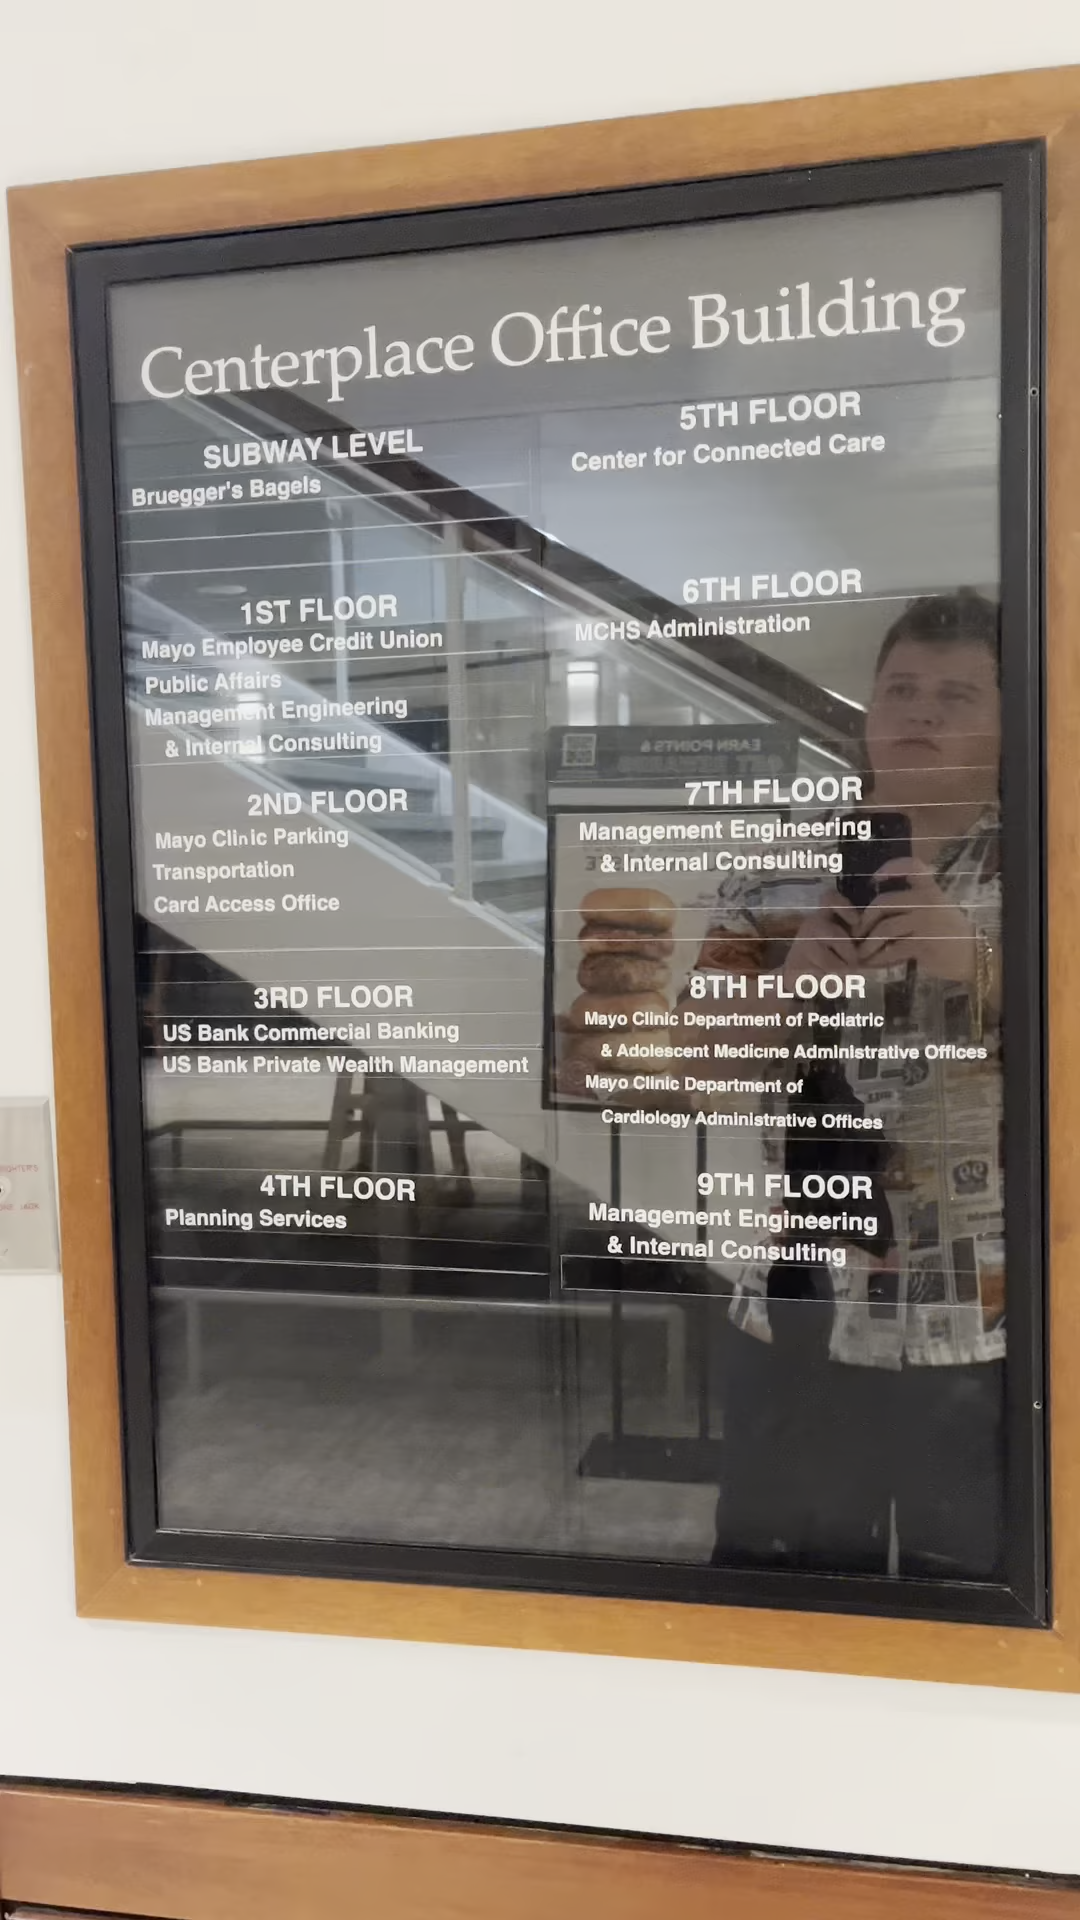 Centerplace Office Building
SUBWAY LEVEL
Bruegger's Bagels
1ST FLOOR
Mayo Employee Credit Union
Public Affairs
Management Engineering
& Internal Consulting
2ND FLOOR
Mayo Clinic Parking
Transportation
Card Access Office
3RD FLOOR
US Bank Commercial Banking
US Bank Private Wealth Management
4TH FLOOR
Planning Services
5TH FLOOR
Center for Connected Care
6TH FLOOR
MCHS Administration
7TH FLOOR
Management Engineering
& Internal Consulting
8TH FLOOR
Mayo Clinic Department of Pediatric
& Adolescent Medicine Administrative Offices
Mayo Clinic Department of
Cardiology Administrative Offices
9TH FLOOR
Management Engineering
& Internal Consulting
EARN POINTS &